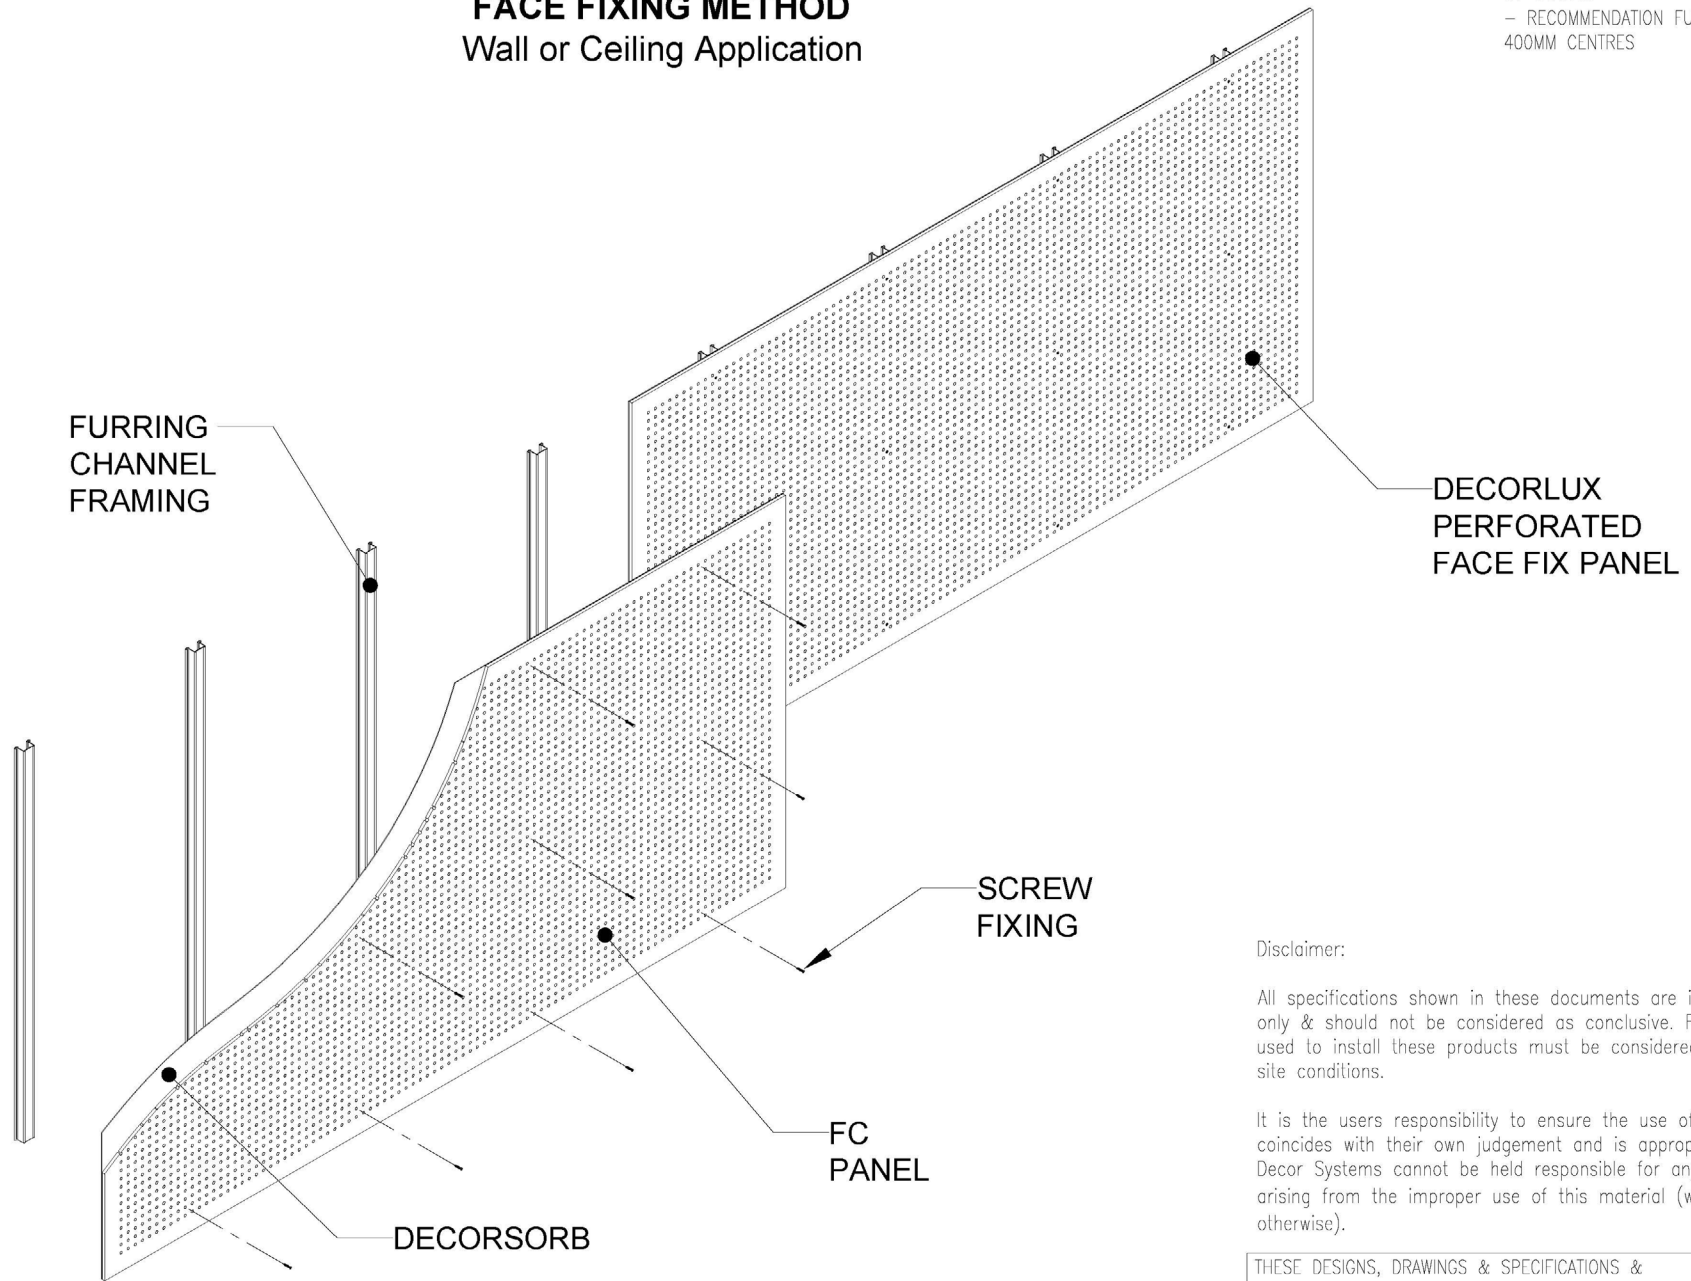 FACE FIXING METHOD
Wall or Ceiling Application
– RECOMMENDATION
400MM CENTRES
FURRING
CHANNEL
FRAMING
DECORLUX
PERFORATED
FACE FIX PANEL
SCREW
FIXING
FC
PANEL
DECORSORB
Disclaimer:
All specifications shown in these documents are
only & should not be considered as conclusive.
used to install these products must be considered
site conditions.
It is the users responsibility to ensure the use of
coincides with their own judgement and is
Decor Systems cannot be held responsible for
arising from the improper use of this material
otherwise).
THESE DESIGNS, DRAWINGS & SPECIFICATIONS &